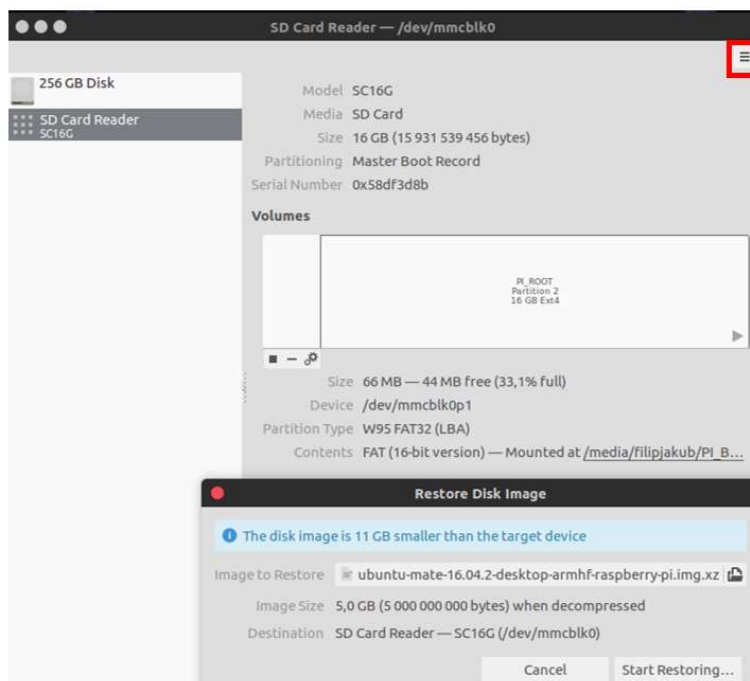 SD Card Reader — /dev/mmcblk0
256 GB Disk
SD Card Reader
SC16G
Model SC16G
Media SD Card
Size 16 GB (15 931 539 456 bytes)
Partitioning Master Boot Record
Serial Number 0x58df3d8b
Volumes
PI_ROOT
Partition 2
16 GB Ext4
Size 66 MB — 44 MB free (33,1% full)
Device /dev/mmcblk0p1
Partition Type W95 FAT32 (LBA)
Contents FAT (16-bit version) — Mounted at /media/filipjakub/PI_B...
Restore Disk Image
The disk image is 11 GB smaller than the target device
Image to Restore ubuntu-mate-16.04.2-desktop-armhf-raspberry-pi.img.xz
Image Size 5,0 GB (5 000 000 000 bytes) when decompressed
Destination SD Card Reader — SC16G (/dev/mmcblk0)
Cancel Start Restoring...